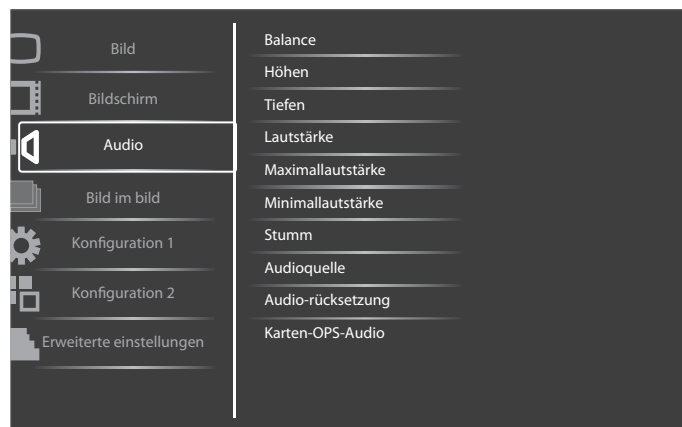 Bild
Bildschirm
Audio
Bild im bild
Konfiguration 1
Konfiguration 2
Erweiterte einstellungen
Balance
Höhen
Tiefen
Lautstärke
Maximallautstärke
Minimallautstärke
Stumm
Audioquelle
Audio-rücksetzung
Karten-OPS-Audio